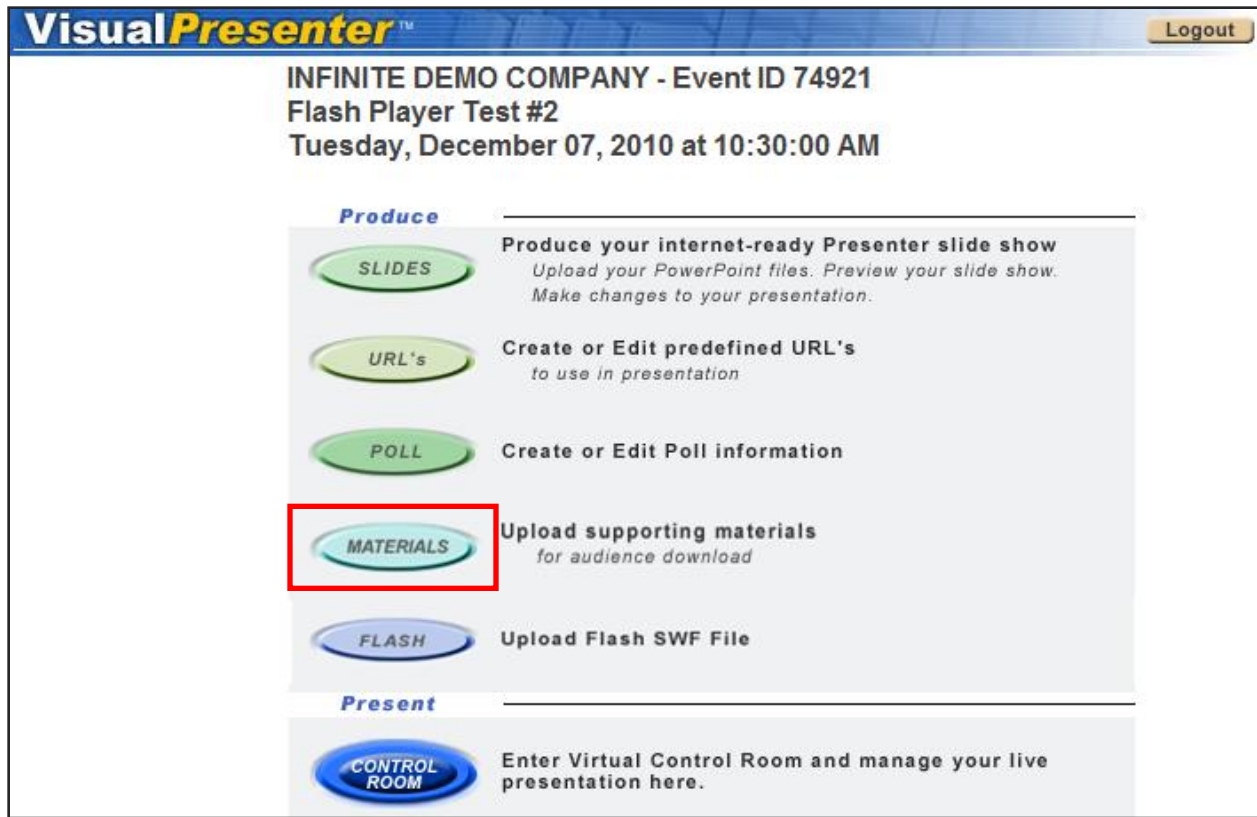 VisualPresenter™
Logout
INFINITE DEMO COMPANY - Event ID 74921
Flash Player Test #2
Tuesday, December 07, 2010 at 10:30:00 AM
Produce
SLIDES
Produce your internet-ready Presenter slide show
Upload your PowerPoint files. Preview your slide show.
Make changes to your presentation.
URL's
Create or Edit predefined URL's
to use in presentation
POLL
Create or Edit Poll information
MATERIALS
Upload supporting materials
for audience download
FLASH
Upload Flash SWF File
Present
CONTROL
ROOM
Enter Virtual Control Room and manage your live
presentation here.